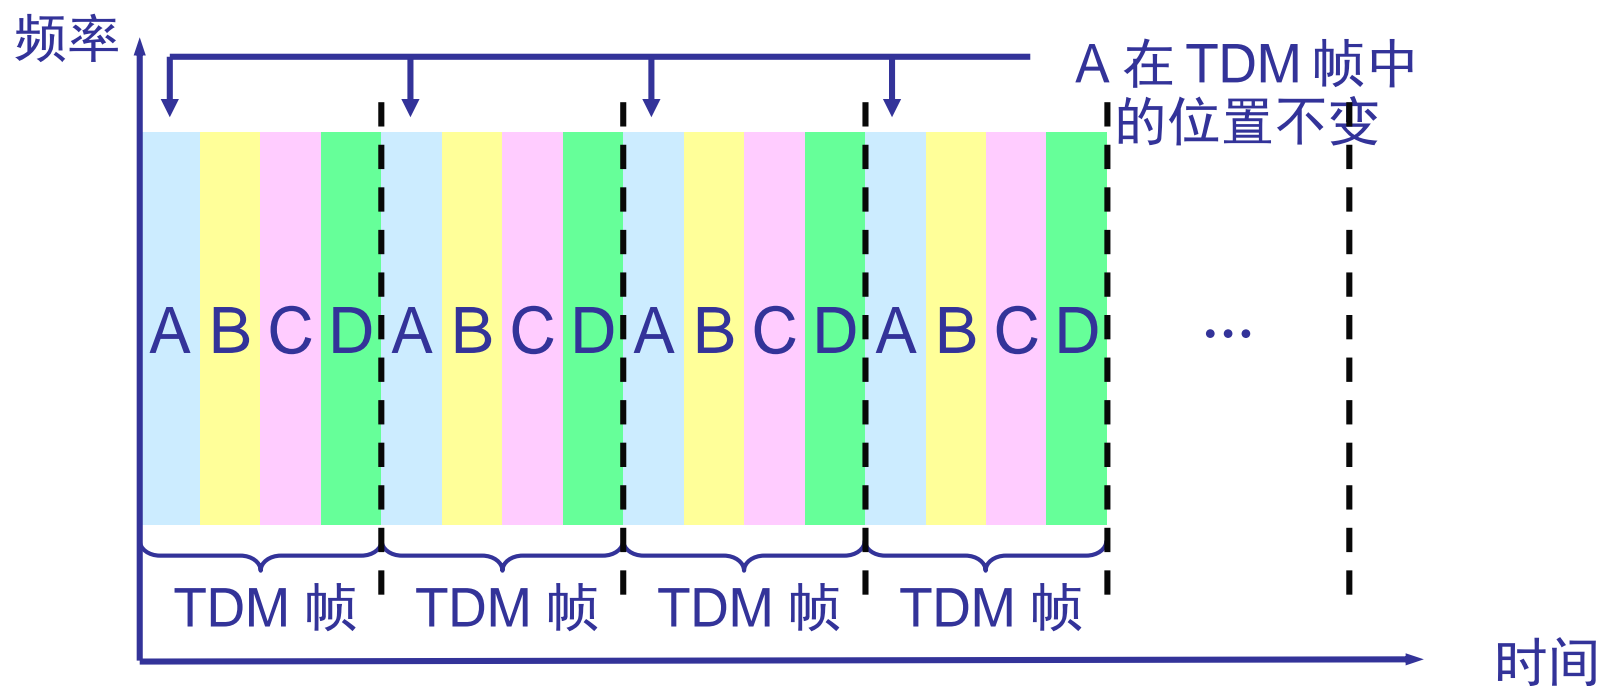 频率
A 在 TDM 帧中
的位置不变
A B C D A B C D A B C D A B C D ...
TDM 帧 TDM 帧 TDM 帧 TDM 帧
时间